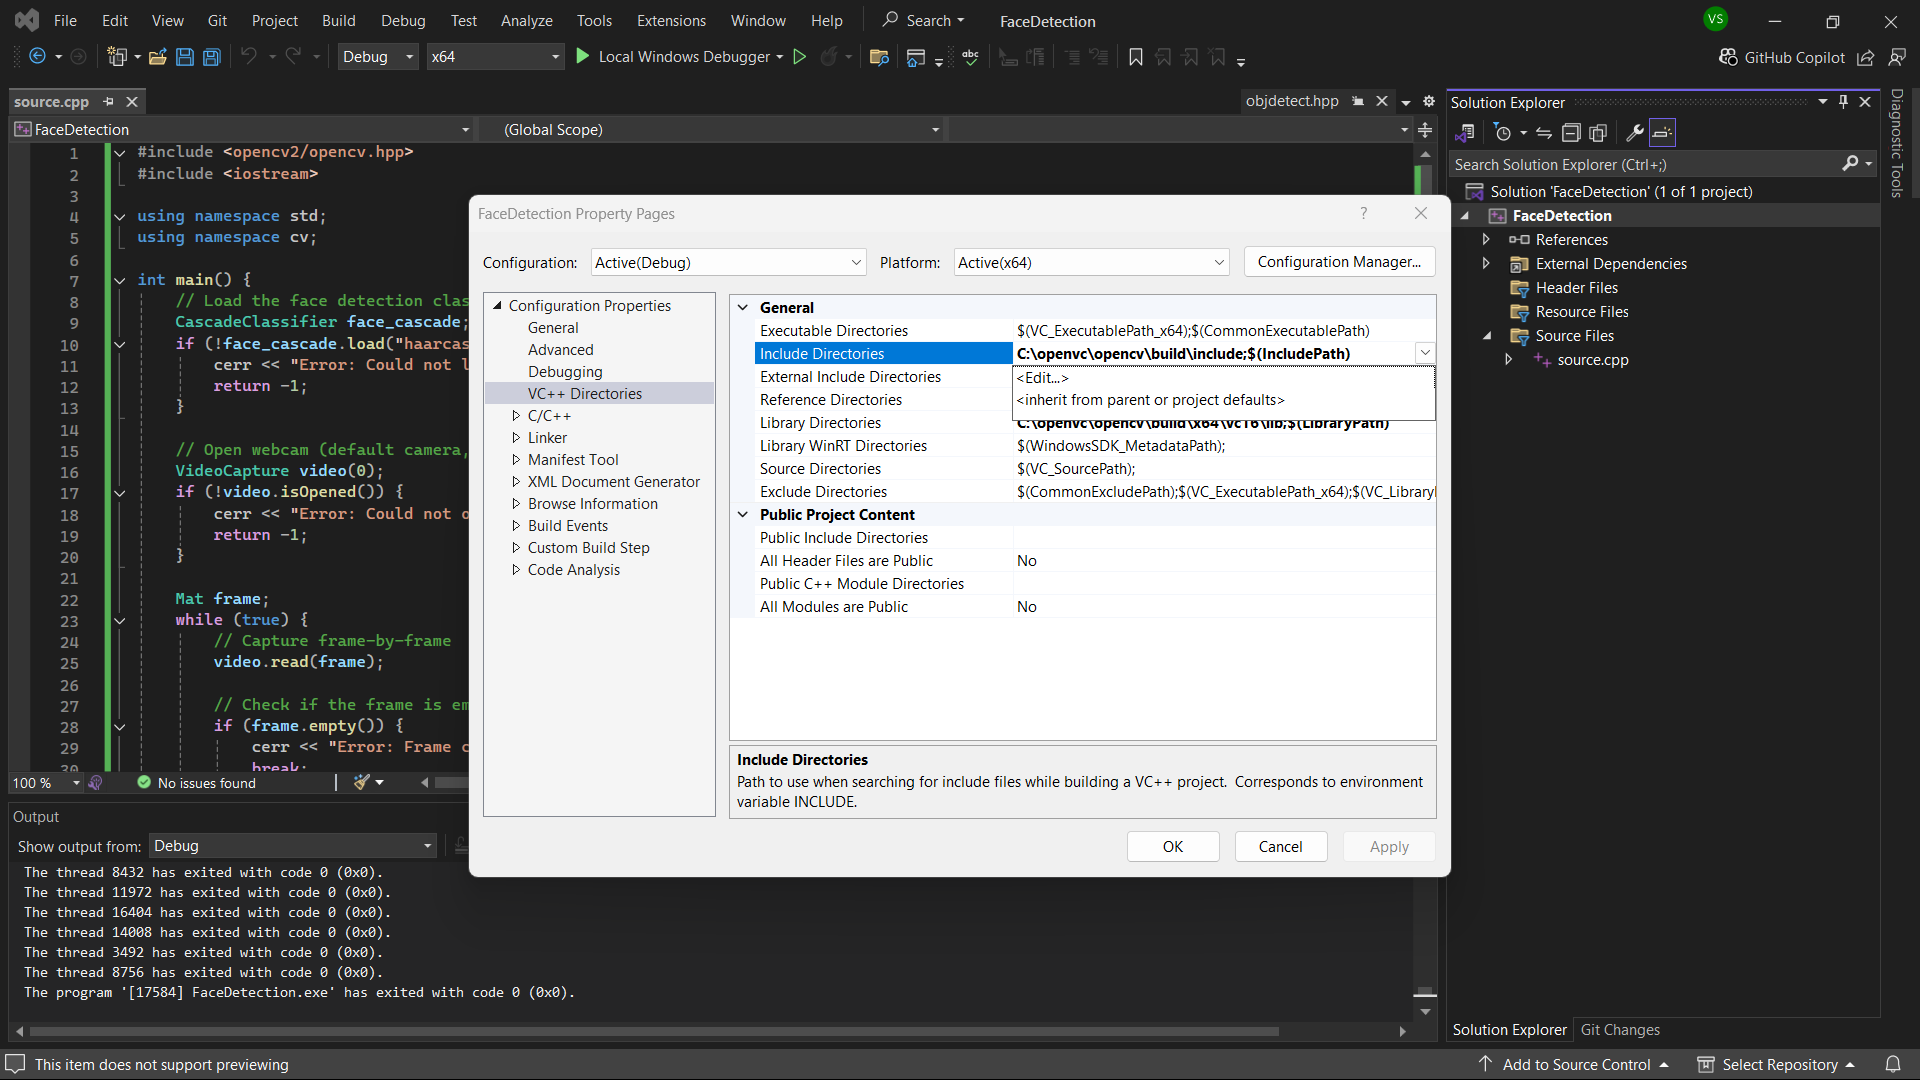 File Edit View Git Project Build Debug Test Analyze Tools Extensions Window Help Search FaceDetection VS
Debug x64 Local Windows Debugger abc GitHub Copilot
source.cpp objdetect.hpp
FaceDetection (Global Scope)
1 #include <opencv2/opencv.hpp>
2 #include <iostream>
3
4 using namespace std;
5 using namespace cv;
6
7 int main() {
8 // Load the face detection clas
9 CascadeClassifier face_cascade;
10 if (!face_cascade.load("haarcas
11 cerr << "Error: Could not l
12 return -1;
13 }
14
15 // Open webcam (default camera,
16 VideoCapture video(0);
17 if (!video.isOpened()) {
18 cerr << "Error: Could not o
19 return -1;
20 }
21
22 Mat frame;
23 while (true) {
24 // Capture frame-by-frame
25 video.read(frame);
26
27 // Check if the frame is em
28 if (frame.empty()) {
29 cerr << "Error: Frame c
30 break;
100 % No issues found
FaceDetection Property Pages ?
Configuration: Active(Debug) Platform: Active(x64) Configuration Manager...
Configuration Properties
General
Advanced
Debugging
VC++ Directories
C/C++
Linker
Manifest Tool
XML Document Generator
Browse Information
Build Events
Custom Build Step
Code Analysis
General
Executable Directories $(VC_ExecutablePath_x64);$(CommonExecutablePath)
Include Directories C:\openvc\opencv\build\include;$(IncludePath)
<Edit...>
<inherit from parent or project defaults>
External Include Directories
Reference Directories
Library Directories C:\openvc\opencv\build\x64\vc16\lib;$(LibraryPath)
Library WinRT Directories $(WindowsSDK_MetadataPath);
Source Directories $(VC_SourcePath);
Exclude Directories $(CommonExcludePath);$(VC_ExecutablePath_x64);$(VC_Library
Public Project Content
Public Include Directories
All Header Files are Public No
Public C++ Module Directories
All Modules are Public No
Include Directories
Path to use when searching for include files while building a VC++ project. Corresponds to environment
variable INCLUDE.
OK Cancel Apply
Output
Show output from: Debug
The thread 8432 has exited with code 0 (0x0).
The thread 11972 has exited with code 0 (0x0).
The thread 16404 has exited with code 0 (0x0).
The thread 14008 has exited with code 0 (0x0).
The thread 3492 has exited with code 0 (0x0).
The thread 8756 has exited with code 0 (0x0).
The program '[17584] FaceDetection.exe' has exited with code 0 (0x0).
Solution Explorer
Search Solution Explorer (Ctrl+;)
Solution 'FaceDetection' (1 of 1 project)
FaceDetection
References
External Dependencies
Header Files
Resource Files
Source Files
source.cpp
Solution Explorer Git Changes
Diagnostic Tools
This item does not support previewing Add to Source Control Select Repository